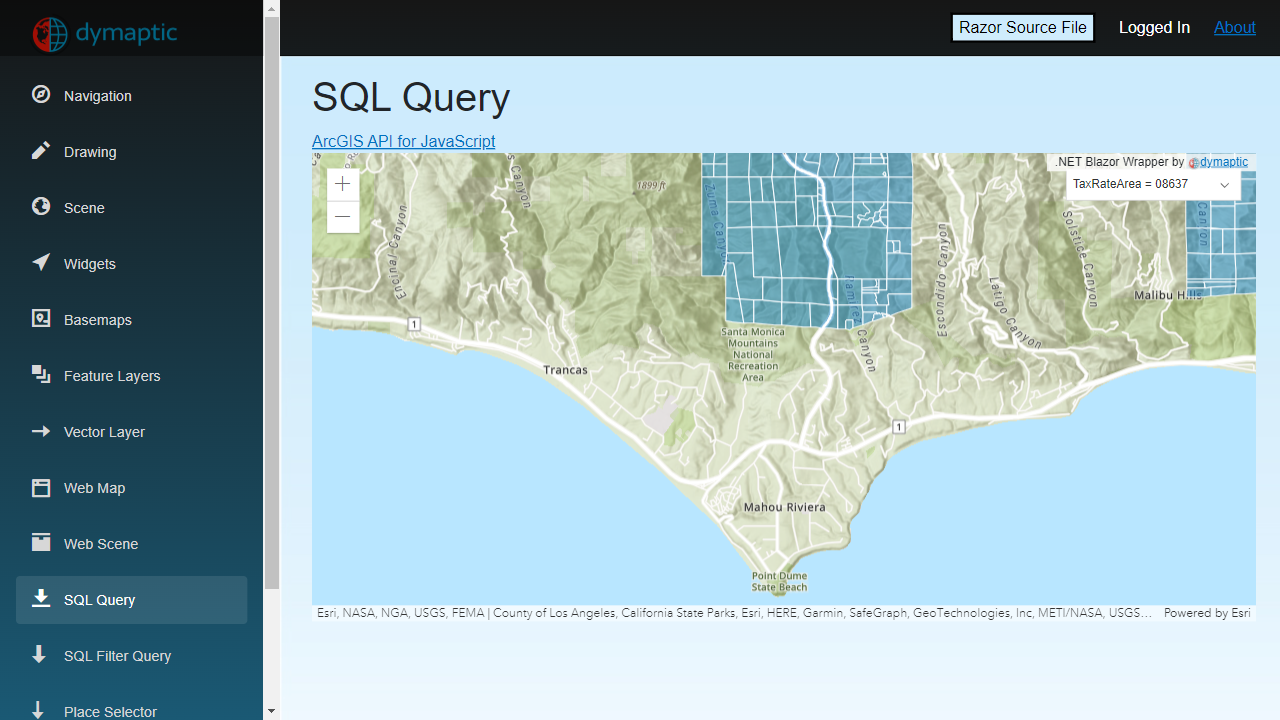 dymaptic
Razor Source File
Logged In
About
Navigation
Drawing
Scene
Widgets
Basemaps
Feature Layers
Vector Layer
Web Map
Web Scene
SQL Query
SQL Filter Query
Place Selector
SQL Query
ArcGIS API for JavaScript
.NET Blazor Wrapper by dymaptic
TaxRateArea = 08637
+
−
1899 ft
Zuma Canyon
Encinal Canyon
Ramirez Canyon
Escondido Canyon
Latigo Canyon
Solstice Canyon
Canyon
Canyon
Malibu H
1
Santa Monica
Mountains
National
Recreation
Area
Trancas
1
Mahou Riviera
Point Dume
State Beach
Esri, NASA, NGA, USGS, FEMA | County of Los Angeles, California State Parks, Esri, HERE, Garmin, SafeGraph, GeoTechnologies, Inc, METI/NASA, USGS...
Powered by Esri